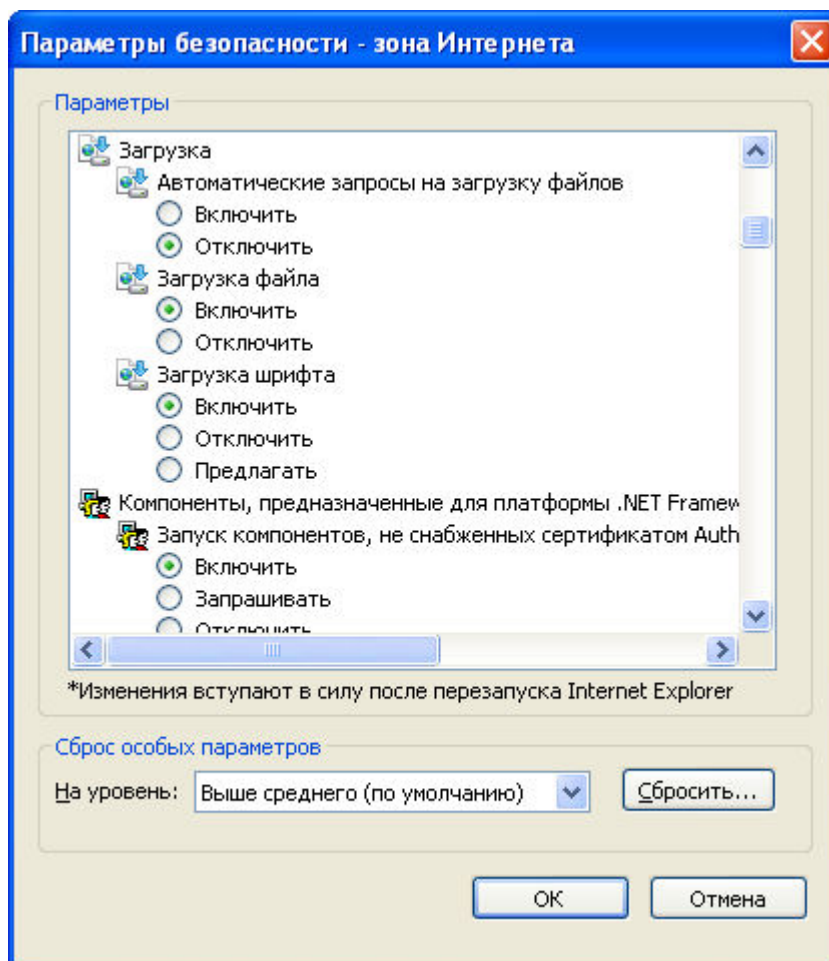 Параметры безопасности - зона Интернета
Параметры
Загрузка
Автоматические запросы на загрузку файлов
Включить
Отключить
Загрузка файла
Включить
Отключить
Загрузка шрифта
Включить
Отключить
Предлагать
Компоненты, предназначенные для платформы .NET Framew
Запуск компонентов, не снабженных сертификатом Auth
Включить
Запрашивать
Отключить
*Изменения вступают в силу после перезапуска Internet Explorer
Сброс особых параметров
На уровень: Выше среднего (по умолчанию) Сбросить...
ОК Отмена